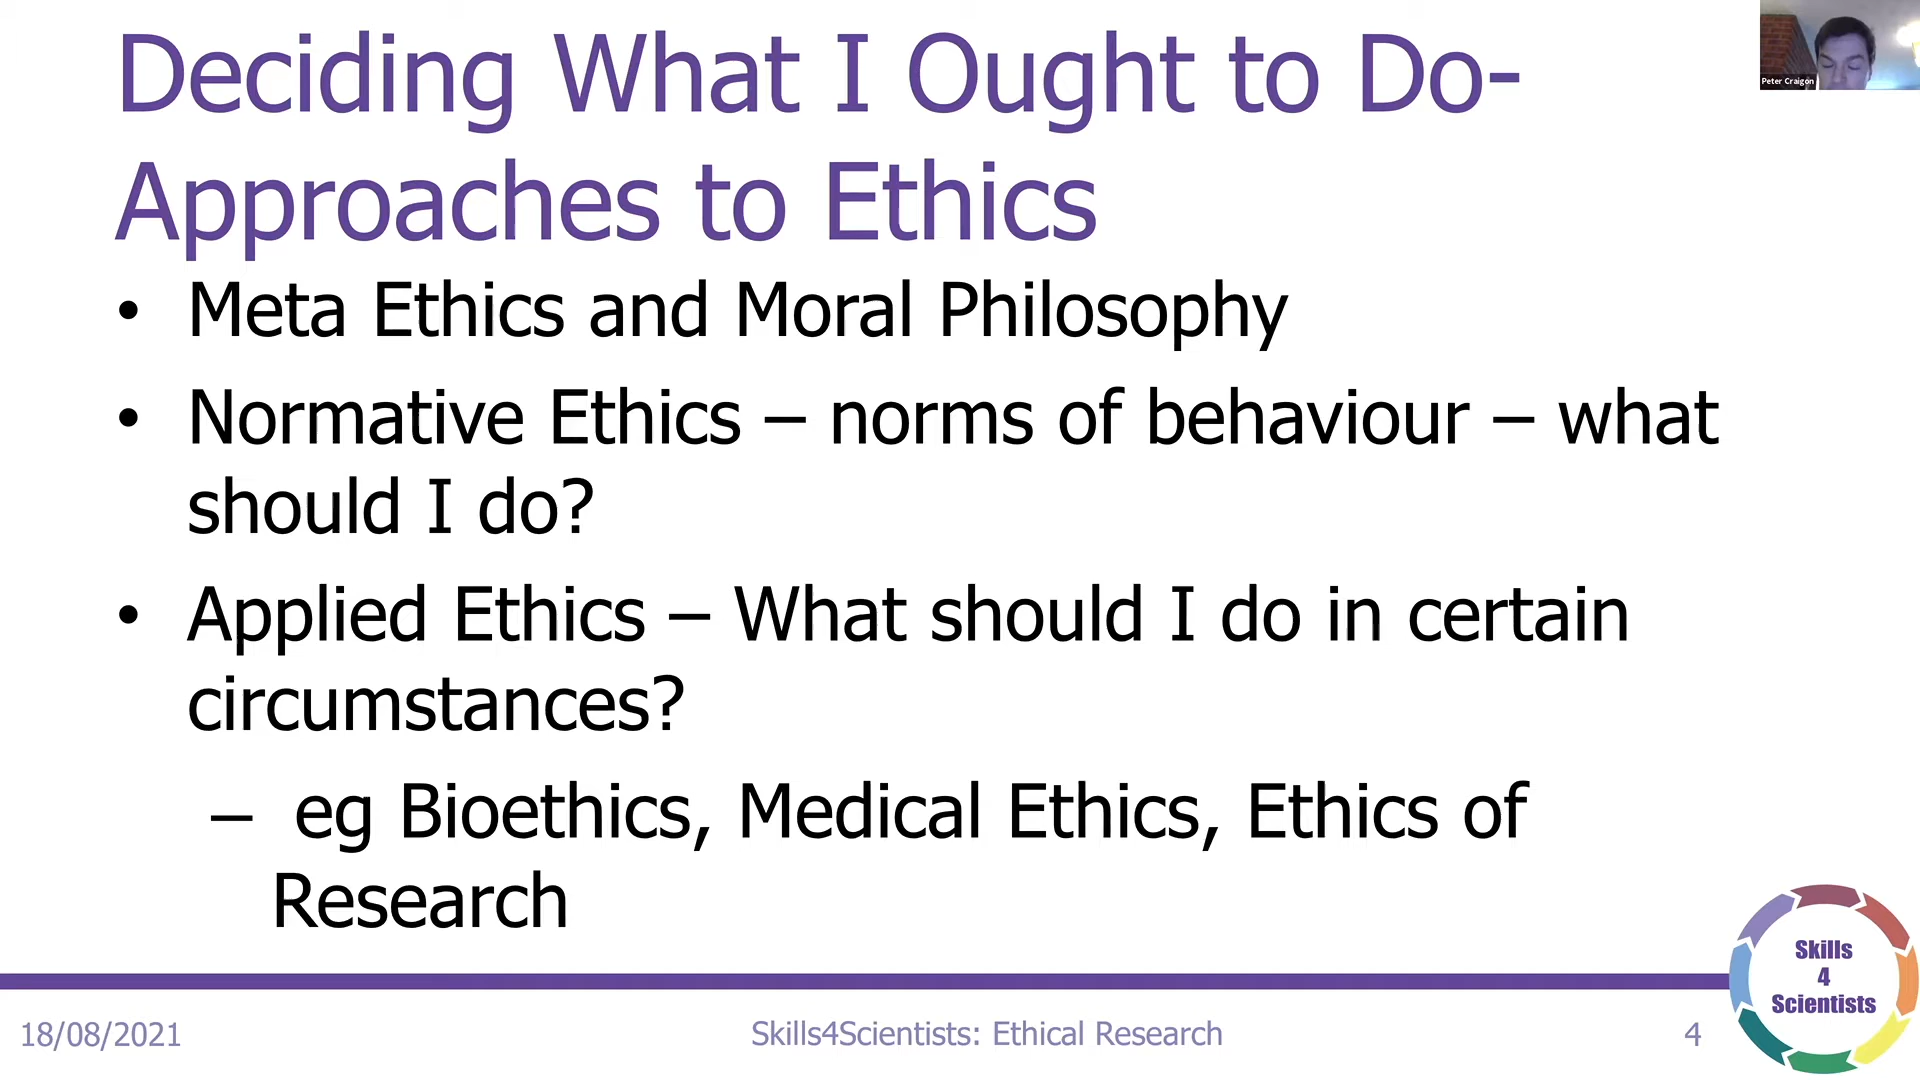 Deciding What I Ought to Do-
Approaches to Ethics
Peter Craigon
• Meta Ethics and Moral Philosophy
• Normative Ethics – norms of behaviour – what
should I do?
• Applied Ethics – What should I do in certain
circumstances?
– eg Bioethics, Medical Ethics, Ethics of
Research
Skills
4
Scientists
18/08/2021
Skills4Scientists: Ethical Research
4